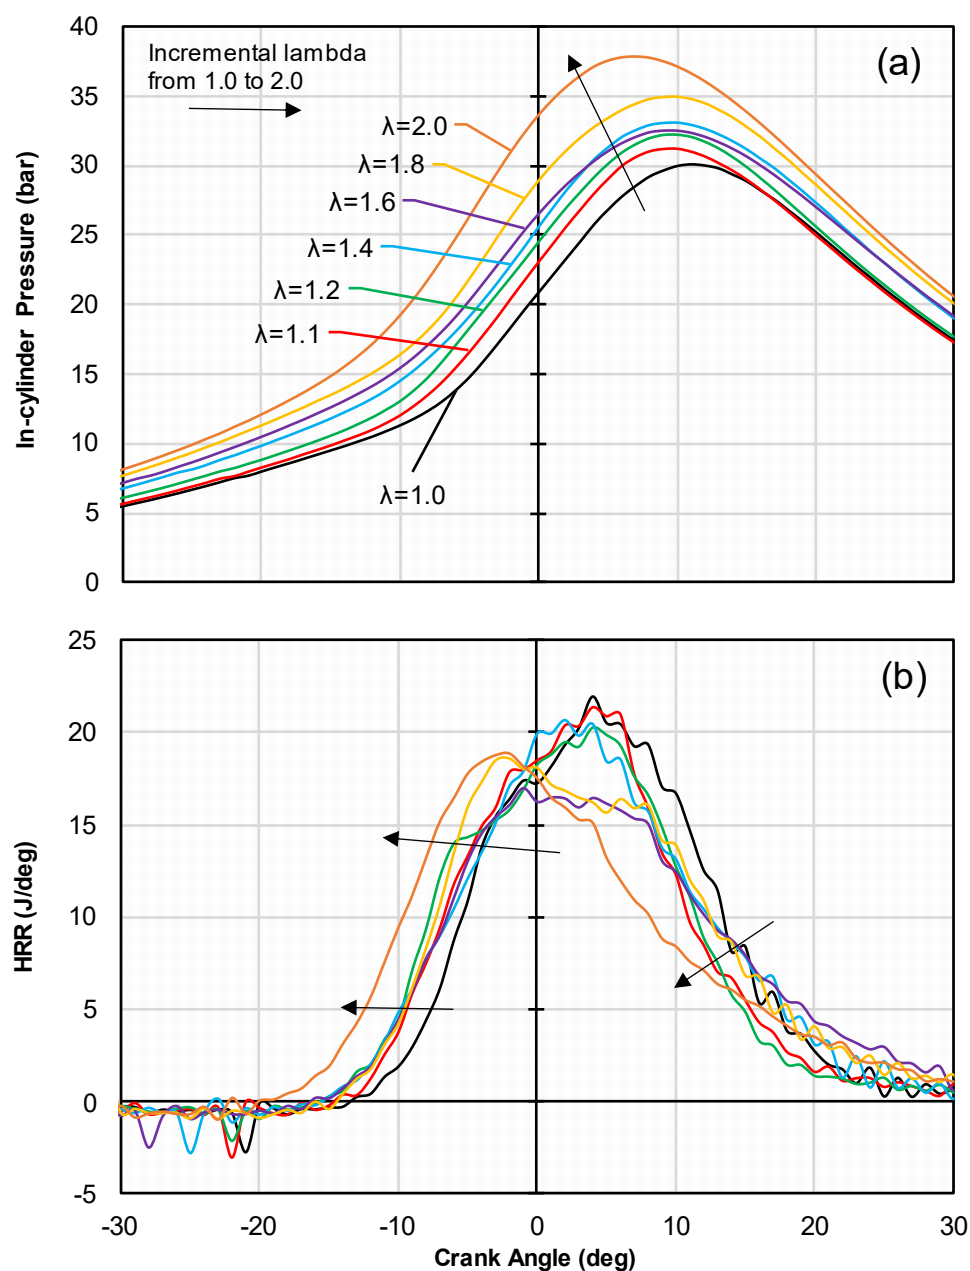 40
35
30
25
20
15
10
5
0
In-cylinder Pressure (bar)
Incremental lambda
from 1.0 to 2.0
(a)
λ=2.0
λ=1.8
λ=1.6
λ=1.4
λ=1.2
λ=1.1
λ=1.0
25
20
15
10
5
0
-5
HRR (J/deg)
(b)
-30
-20
-10
0
10
20
30
Crank Angle (deg)